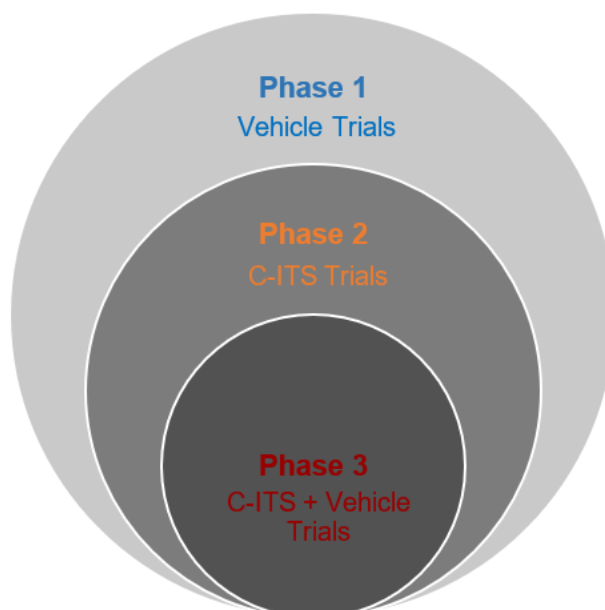 Phase 1
Vehicle Trials
Phase 2
C-ITS Trials
Phase 3
C-ITS + Vehicle
Trials